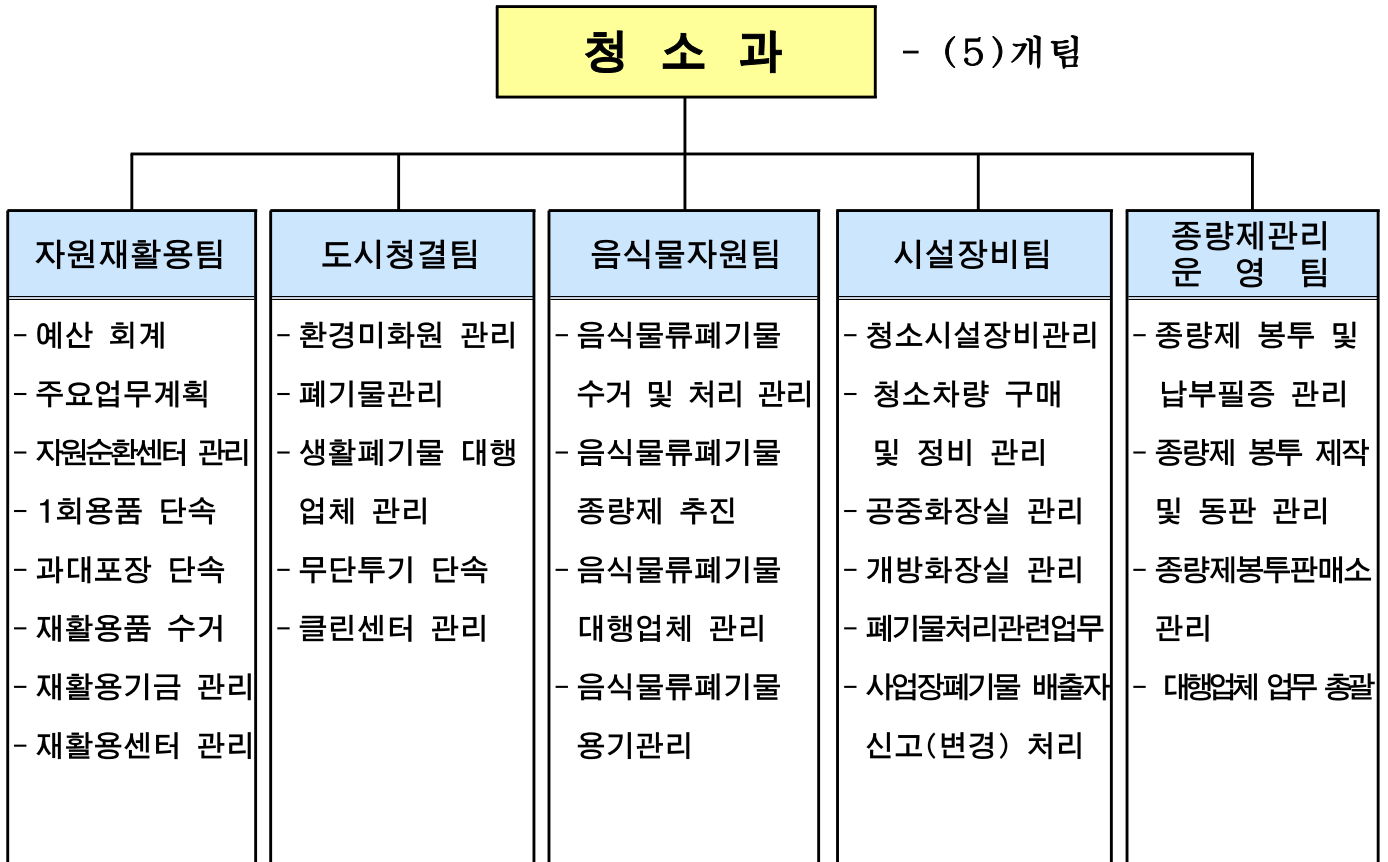 청 소 과
- (5)개팀
자원재활용팀
- 예산 회계
- 주요업무계획
- 자원순환센터 관리
- 1회용품 단속
- 과대포장 단속
- 재활용품 수거
- 재활용기금 관리
- 재활용센터 관리
도시청결팀
- 환경미화원 관리
- 폐기물관리
- 생활폐기물 대행
업체 관리
- 무단투기 단속
- 클린센터 관리
음식물자원팀
- 음식물류폐기물
수거 및 처리 관리
- 음식물류폐기물
종량제 추진
- 음식물류폐기물
대행업체 관리
- 음식물류폐기물
용기관리
시설장비팀
- 청소시설장비관리
- 청소차량 구매
및 정비 관리
- 공중화장실 관리
- 개방화장실 관리
- 폐기물처리관련업무
- 사업장폐기물 배출자
신고(변경) 처리
종량제관리
운 영 팀
- 종량제 봉투 및
납부필증 관리
- 종량제 봉투 제작
및 동판 관리
- 종량제봉투판매소
관리
- 대행업체 업무 총괄